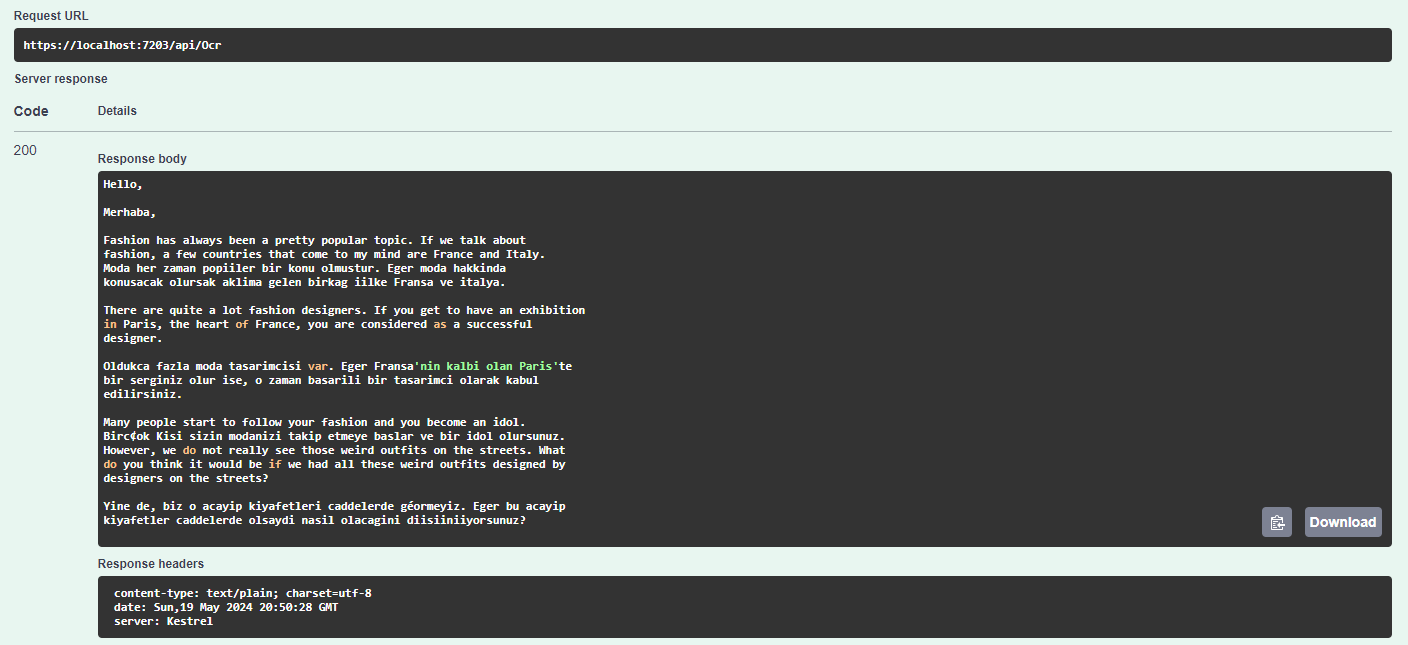 Request URL
https://localhost:7203/api/Ocr
Server response
Code Details
200
Response body
Hello,
Merhaba,
Fashion has always been a pretty popular topic. If we talk about
fashion, a few countries that come to my mind are France and Italy.
Moda her zaman popiiler bir konu olmustur. Eger moda hakkinda
konusacak olursak aklima gelen birkag iilke Fransa ve italya.
There are quite a lot fashion designers. If you get to have an exhibition
in Paris, the heart of France, you are considered as a successful
designer.
Oldukca fazla moda tasarimcisi var. Eger Fransa'nin kalbi olan Paris'te
bir serginiz olur ise, o zaman basarili bir tasarimci olarak kabul
edilirsiniz.
Many people start to follow your fashion and you become an idol.
Birc¢ok Kisi sizin modanizi takip etmeye baslar ve bir idol olursunuz.
However, we do not really see those weird outfits on the streets. What
do you think it would be if we had all these weird outfits designed by
designers on the streets?
Yine de, biz o acayip kiyafetleri caddelerde géormeyiz. Eger bu acayip
kiyafetler caddelerde olsaydi nasil olacagini diisiiniiyorsunuz?
Download
Response headers
content-type: text/plain; charset=utf-8
date: Sun,19 May 2024 20:50:28 GMT
server: Kestrel